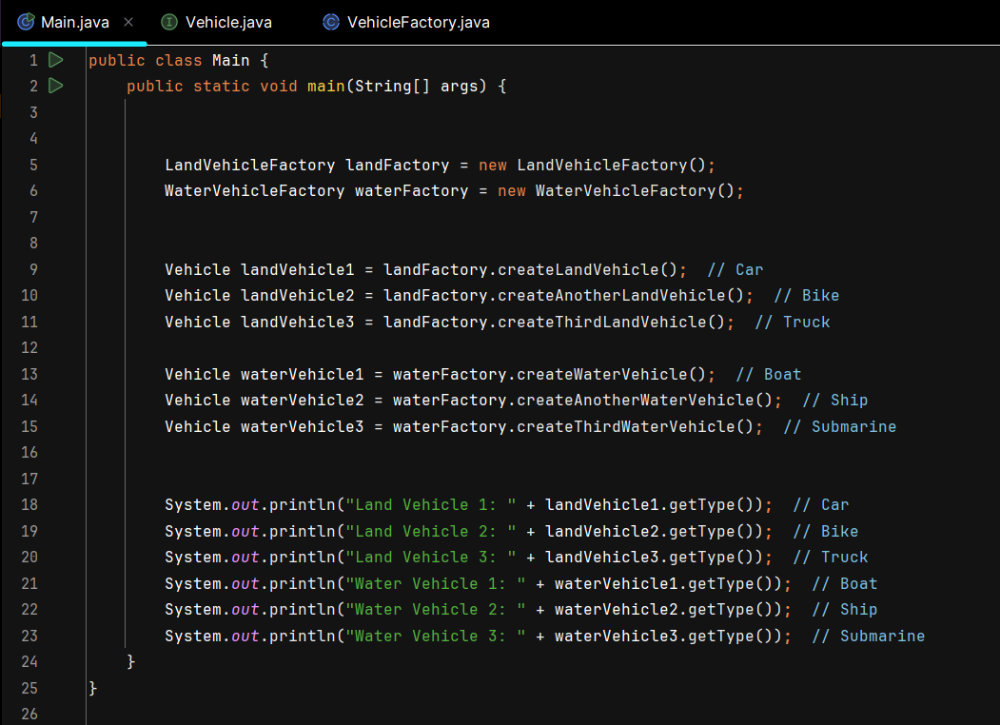 Main.java × Vehicle.java VehicleFactory.java
1 public class Main {
2 public static void main(String[] args) {
3
4
5 LandVehicleFactory landFactory = new LandVehicleFactory();
6 WaterVehicleFactory waterFactory = new WaterVehicleFactory();
7
8
9 Vehicle landVehicle1 = landFactory.createLandVehicle(); // Car
10 Vehicle landVehicle2 = landFactory.createAnotherLandVehicle(); // Bike
11 Vehicle landVehicle3 = landFactory.createThirdLandVehicle(); // Truck
12
13 Vehicle waterVehicle1 = waterFactory.createWaterVehicle(); // Boat
14 Vehicle waterVehicle2 = waterFactory.createAnotherWaterVehicle(); // Ship
15 Vehicle waterVehicle3 = waterFactory.createThirdWaterVehicle(); // Submarine
16
17
18 System.out.println("Land Vehicle 1: " + landVehicle1.getType()); // Car
19 System.out.println("Land Vehicle 2: " + landVehicle2.getType()); // Bike
20 System.out.println("Land Vehicle 3: " + landVehicle3.getType()); // Truck
21 System.out.println("Water Vehicle 1: " + waterVehicle1.getType()); // Boat
22 System.out.println("Water Vehicle 2: " + waterVehicle2.getType()); // Ship
23 System.out.println("Water Vehicle 3: " + waterVehicle3.getType()); // Submarine
24 }
25 }
26